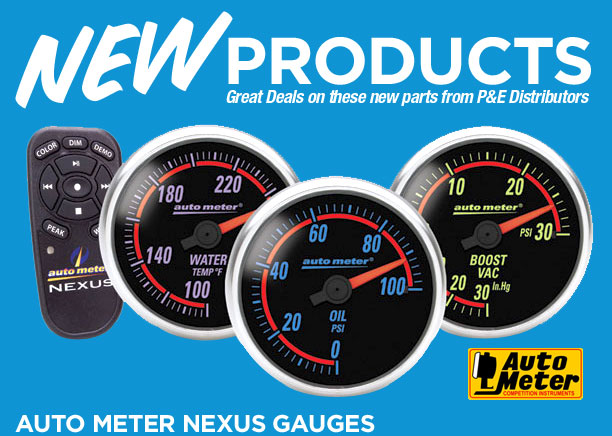 NEW PRODUCTS
Great Deals on these new parts from P&E Distributors
COLOR
DIM
DEMO
PEAK
auto meter
NEXUS
180
220
auto meter®
140
WATER
TEMP °F
100
60
80
auto meter®
40
100
20
OIL
PSI
0
10
20
auto meter®
PSI 30
BOOST
VAC
20
30
In.Hg
Auto
Meter
COMPETITION INSTRUMENTS
AUTO METER NEXUS GAUGES